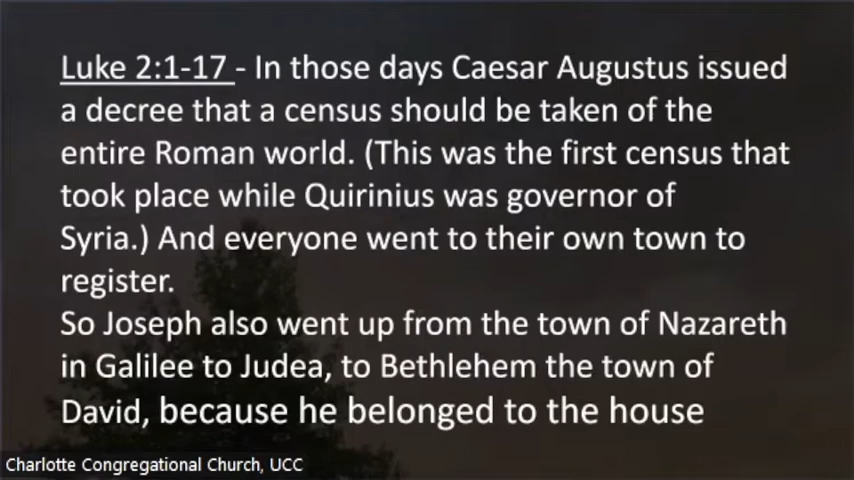 Luke 2:1-17 - In those days Caesar Augustus issued
a decree that a census should be taken of the
entire Roman world. (This was the first census that
took place while Quirinius was governor of
Syria.) And everyone went to their own town to
register.
So Joseph also went up from the town of Nazareth
in Galilee to Judea, to Bethlehem the town of
David, because he belonged to the house
Charlotte Congregational Church, UCC